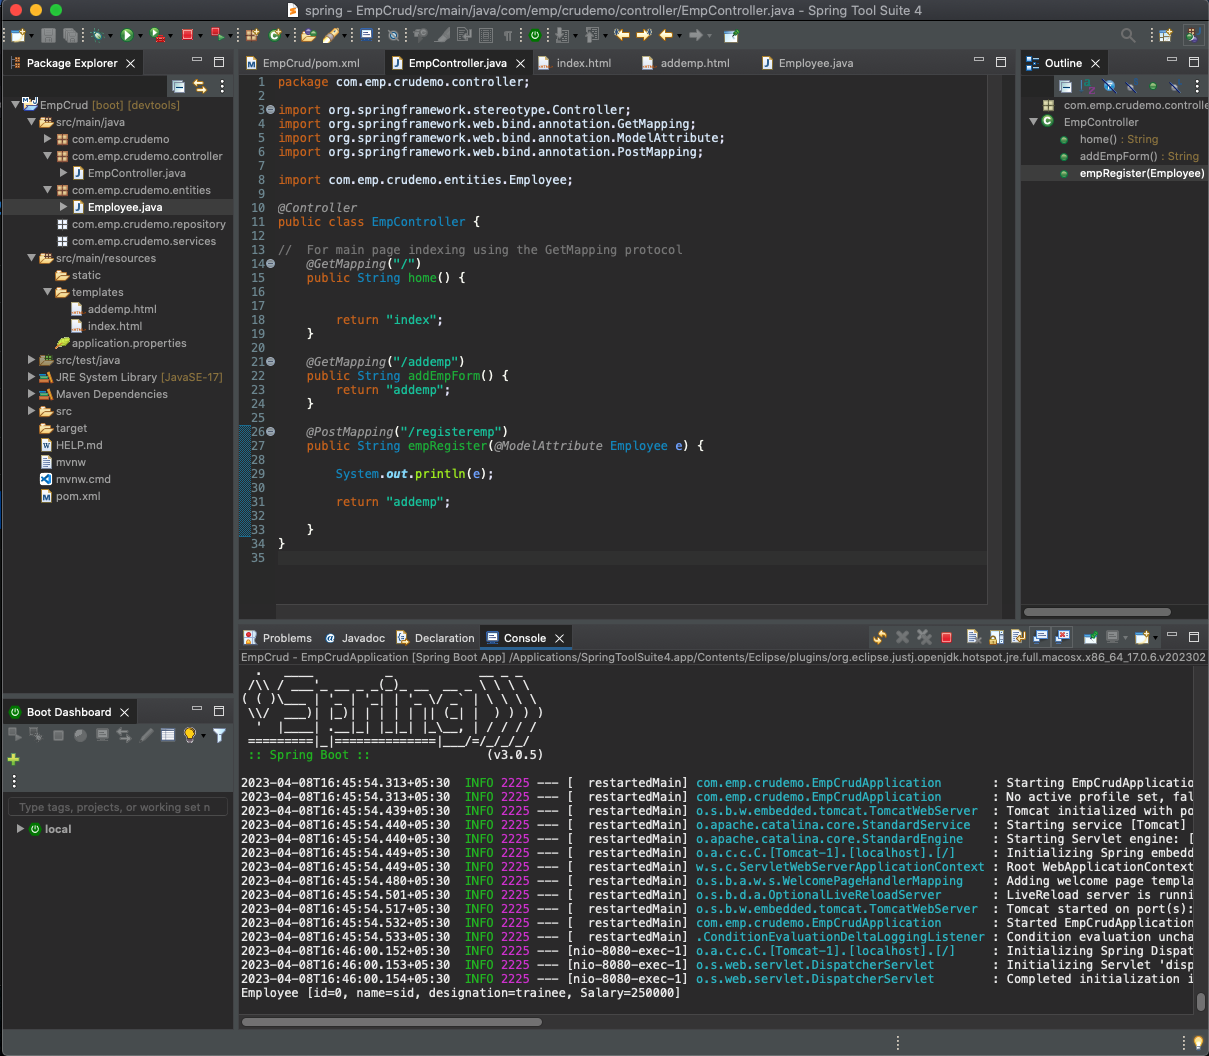 spring - EmpCrud/src/main/java/com/emp/crudemo/controller/EmpController.java - Spring Tool Suite 4
Package Explorer
EmpCrud [boot] [devtools]
src/main/java
com.emp.crudemo
com.emp.crudemo.controller
EmpController.java
com.emp.crudemo.entities
Employee.java
com.emp.crudemo.repository
com.emp.crudemo.services
src/main/resources
static
templates
addemp.html
index.html
application.properties
src/test/java
JRE System Library [JavaSE-17]
Maven Dependencies
src
target
HELP.md
mvnw
mvnw.cmd
pom.xml
EmpCrud/pom.xml
EmpController.java
index.html
addemp.html
Employee.java
1 package com.emp.crudemo.controller;
2
3 import org.springframework.stereotype.Controller;
4 import org.springframework.web.bind.annotation.GetMapping;
5 import org.springframework.web.bind.annotation.ModelAttribute;
6 import org.springframework.web.bind.annotation.PostMapping;
7
8 import com.emp.crudemo.entities.Employee;
9
10 @Controller
11 public class EmpController {
12
13 //  For main page indexing using the GetMapping protocol
14     @GetMapping("/")
15     public String home() {
16
17
18         return "index";
19     }
20
21     @GetMapping("/addemp")
22     public String addEmpForm() {
23         return "addemp";
24     }
25
26     @PostMapping("/registeremp")
27     public String empRegister(@ModelAttribute Employee e) {
28
29         System.out.println(e);
30
31         return "addemp";
32
33     }
34 }
35
Outline
com.emp.crudemo.controlle
EmpController
home() : String
addEmpForm() : String
empRegister(Employee)
Boot Dashboard
Type tags, projects, or working set n
local
Problems
Javadoc
Declaration
Console
EmpCrud - EmpCrudApplication [Spring Boot App] /Applications/SpringToolSuite4.app/Contents/Eclipse/plugins/org.eclipse.justj.openjdk.hotspot.jre.full.macosx.x86_64_17.0.6.v202302
:: Spring Boot ::                (v3.0.5)
2023-04-08T16:45:54.313+05:30  INFO 2225 --- [  restartedMain] com.emp.crudemo.EmpCrudApplication       : Starting EmpCrudApplicatio
2023-04-08T16:45:54.313+05:30  INFO 2225 --- [  restartedMain] com.emp.crudemo.EmpCrudApplication       : No active profile set, fal
2023-04-08T16:45:54.439+05:30  INFO 2225 --- [  restartedMain] o.s.b.w.embedded.tomcat.TomcatWebServer  : Tomcat initialized with po
2023-04-08T16:45:54.440+05:30  INFO 2225 --- [  restartedMain] o.apache.catalina.core.StandardService   : Starting service [Tomcat]
2023-04-08T16:45:54.440+05:30  INFO 2225 --- [  restartedMain] o.apache.catalina.core.StandardEngine    : Starting Servlet engine: [
2023-04-08T16:45:54.449+05:30  INFO 2225 --- [  restartedMain] o.a.c.c.C.[Tomcat-1].[localhost].[/]     : Initializing Spring embedd
2023-04-08T16:45:54.449+05:30  INFO 2225 --- [  restartedMain] w.s.c.ServletWebServerApplicationContext : Root WebApplicationContext
2023-04-08T16:45:54.480+05:30  INFO 2225 --- [  restartedMain] o.s.b.a.w.s.WelcomePageHandlerMapping    : Adding welcome page templa
2023-04-08T16:45:54.501+05:30  INFO 2225 --- [  restartedMain] o.s.b.d.a.OptionalLiveReloadServer       : LiveReload server is runni
2023-04-08T16:45:54.517+05:30  INFO 2225 --- [  restartedMain] o.s.b.w.embedded.tomcat.TomcatWebServer  : Tomcat started on port(s):
2023-04-08T16:45:54.532+05:30  INFO 2225 --- [  restartedMain] com.emp.crudemo.EmpCrudApplication       : Started EmpCrudApplication
2023-04-08T16:45:54.533+05:30  INFO 2225 --- [  restartedMain] .ConditionEvaluationDeltaLoggingListener : Condition evaluation uncha
2023-04-08T16:46:00.152+05:30  INFO 2225 --- [nio-8080-exec-1] o.a.c.c.C.[Tomcat-1].[localhost].[/]     : Initializing Spring Dispat
2023-04-08T16:46:00.153+05:30  INFO 2225 --- [nio-8080-exec-1] o.s.web.servlet.DispatcherServlet        : Initializing Servlet 'disp
2023-04-08T16:46:00.154+05:30  INFO 2225 --- [nio-8080-exec-1] o.s.web.servlet.DispatcherServlet        : Completed initialization i
Employee [id=0, name=sid, designation=trainee, Salary=250000]